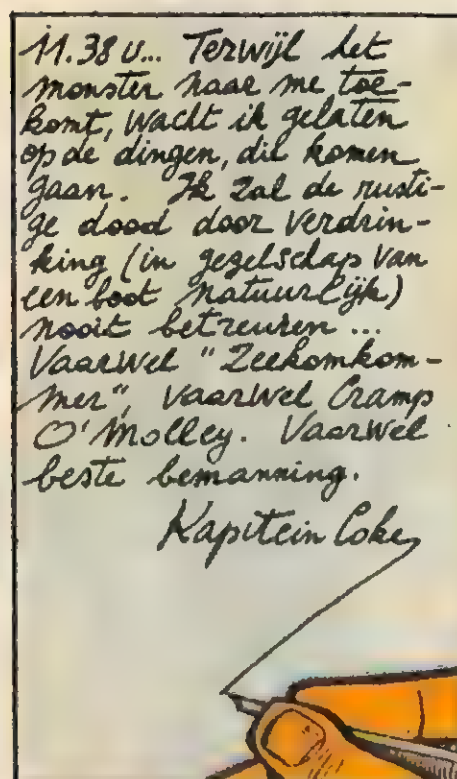 11.38 u... Terwijl het
monster naar me toe-
komt, wacht ik gelaten
op de dingen, die komen
gaan. Ik zal de rusti-
ge dood door verdrin-
king (in gezelschap van
een boot natuurlijk)
nooit betreuren ...
Vaarwel "Zeekomkom-
mer", vaarwel Cramp
O'Molley. Vaarwel
beste bemanning.
Kapitein Coke